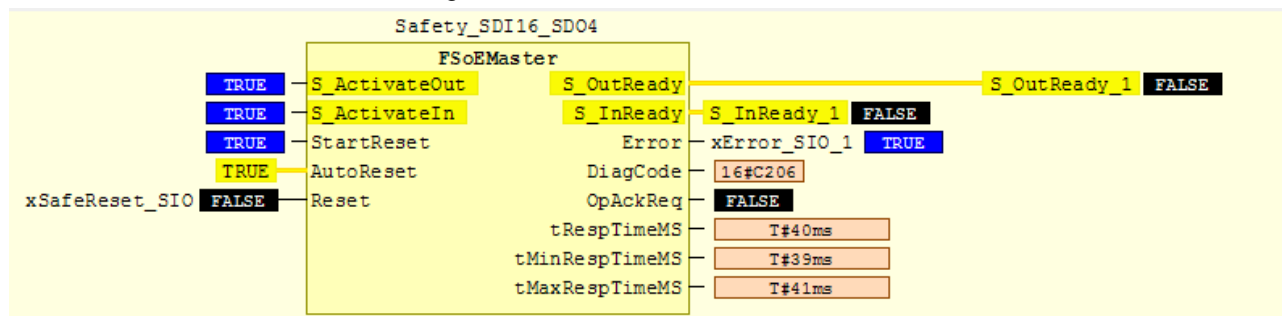 Safety_SDI16_SDO4
FSoEMaster
TRUE S_ActivateOut S_OutReady S_OutReady_1 FALSE
TRUE S_ActivateIn S_InReady S_InReady_1 FALSE
TRUE StartReset Error xError_SIO_1 TRUE
TRUE AutoReset DiagCode 16#C206
xSafeReset_SIO FALSE Reset OpAckReq FALSE
tRespTimeMS T#40ms
tMinRespTimeMS T#39ms
tMaxRespTimeMS T#41ms